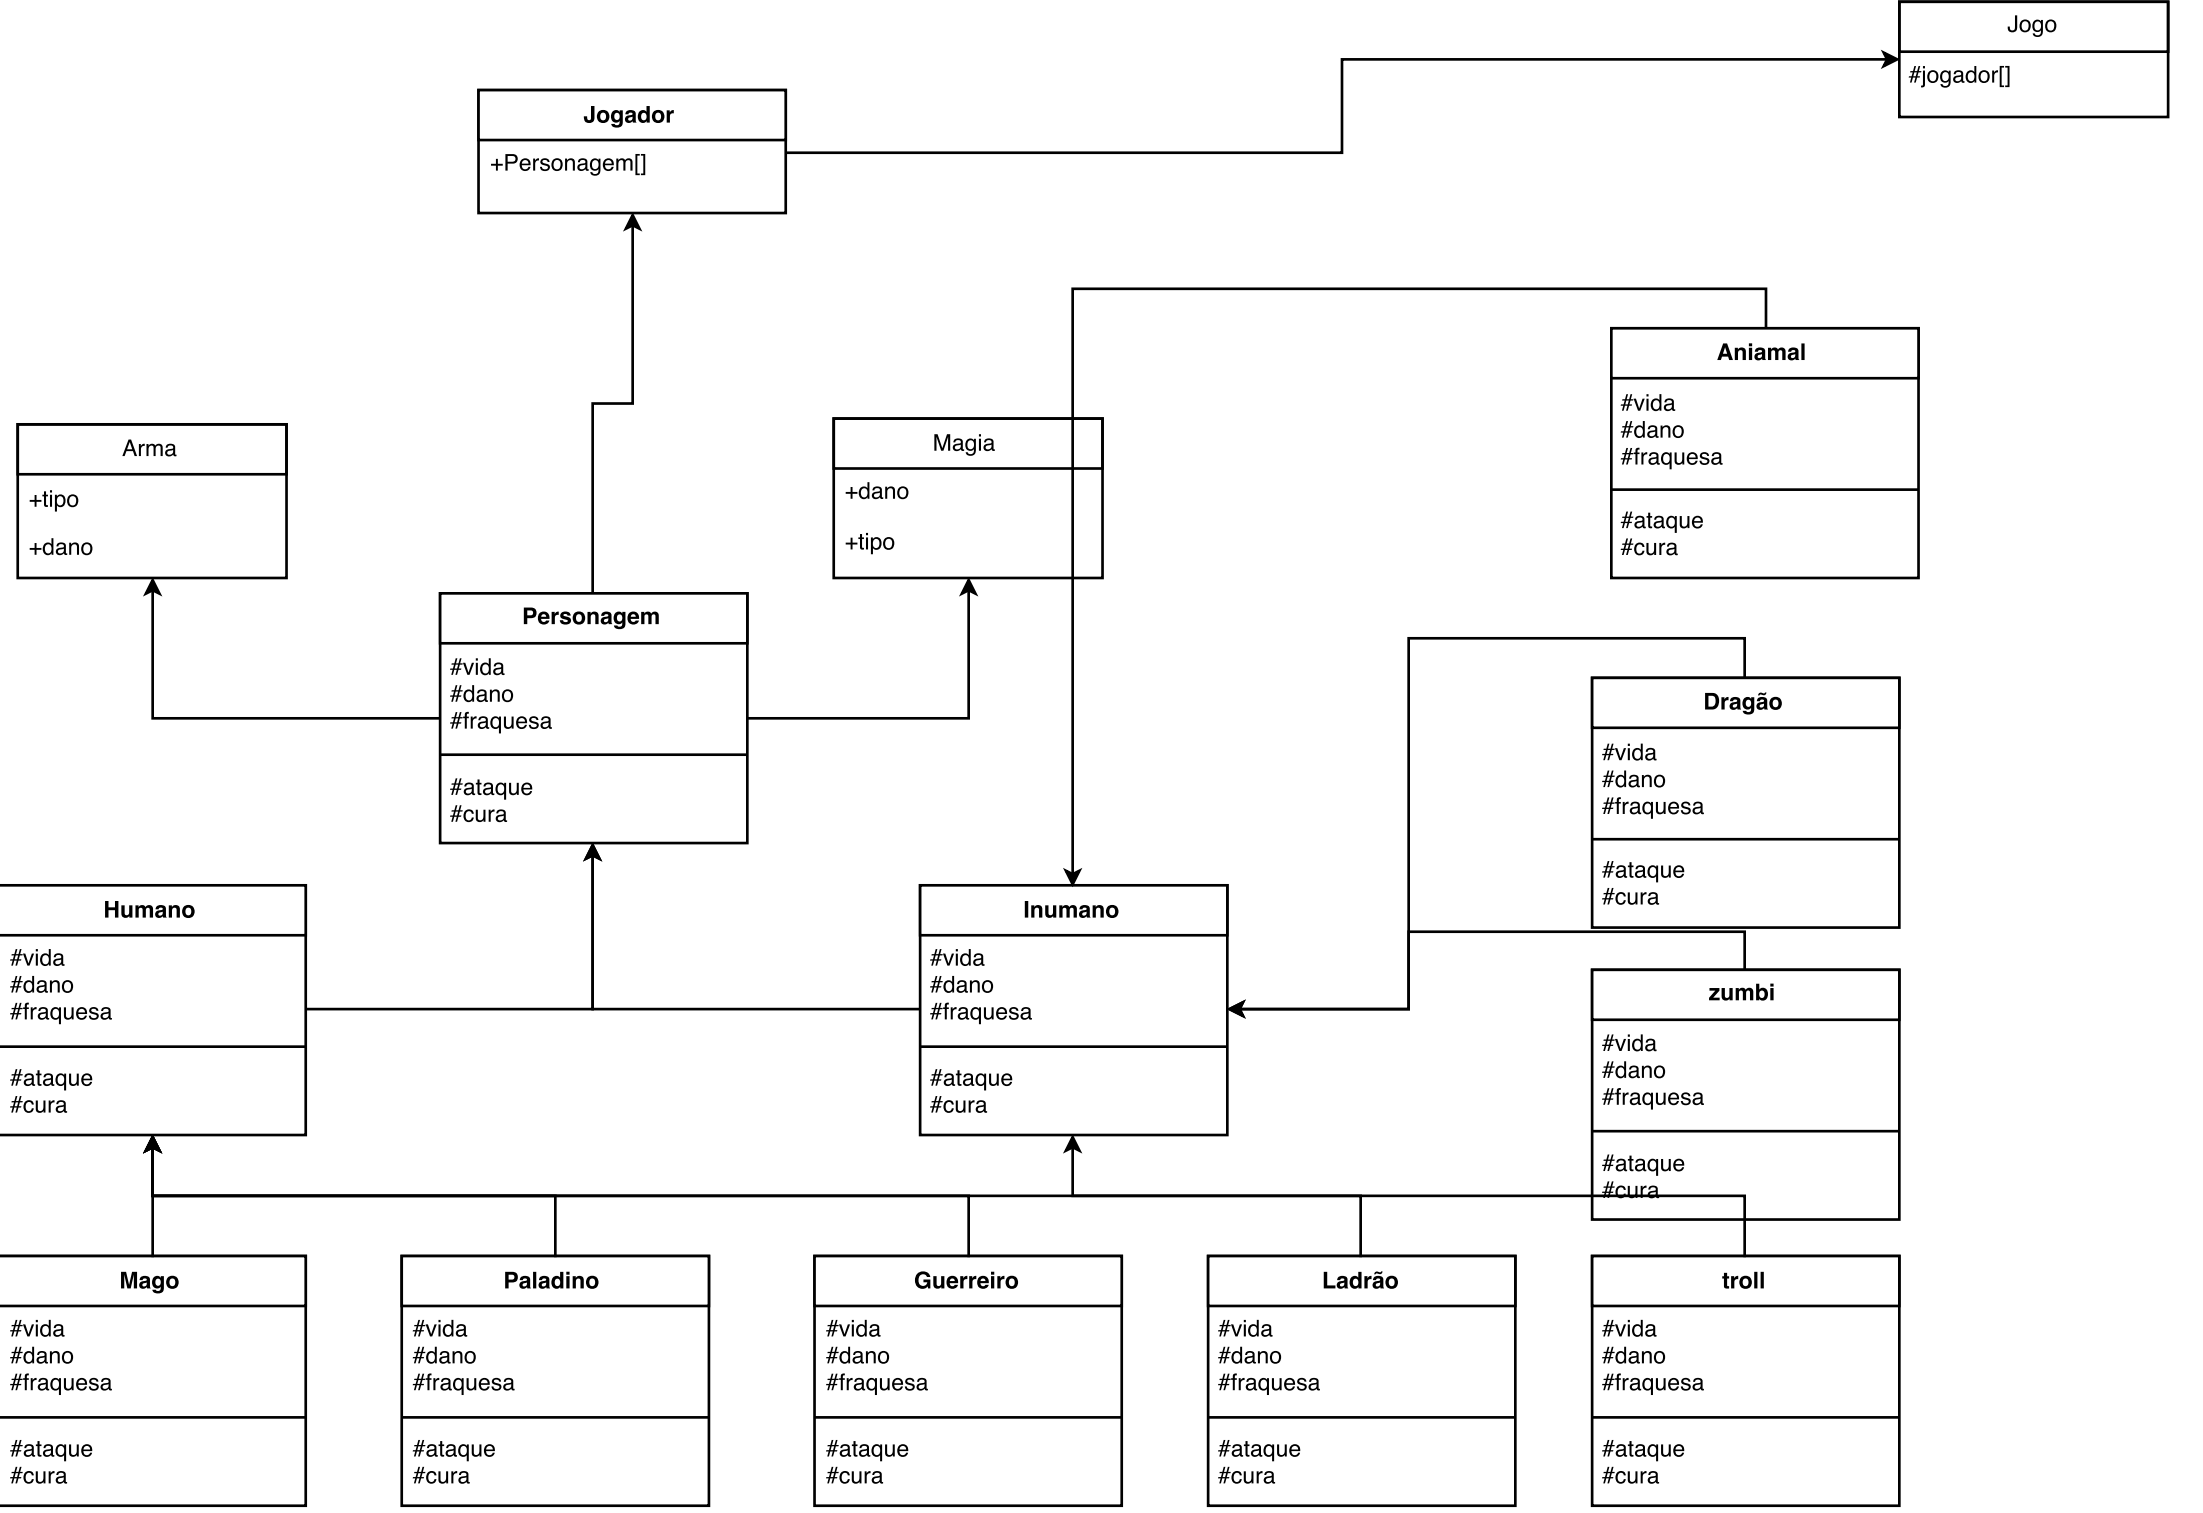 Jogo
#jogador[]
Jogador
+Personagem[]
Aniamal
#vida
#dano
#fraquesa
#ataque
#cura
Arma
+tipo
+dano
Magia
+dano
+tipo
Personagem
#vida
#dano
#fraquesa
#ataque
#cura
Dragão
#vida
#dano
#fraquesa
#ataque
#cura
Humano
#vida
#dano
#fraquesa
#ataque
#cura
Inumano
#vida
#dano
#fraquesa
#ataque
#cura
zumbi
#vida
#dano
#fraquesa
#ataque
#cura
Mago
#vida
#dano
#fraquesa
#ataque
#cura
Paladino
#vida
#dano
#fraquesa
#ataque
#cura
Guerreiro
#vida
#dano
#fraquesa
#ataque
#cura
Ladrão
#vida
#dano
#fraquesa
#ataque
#cura
troll
#vida
#dano
#fraquesa
#ataque
#cura